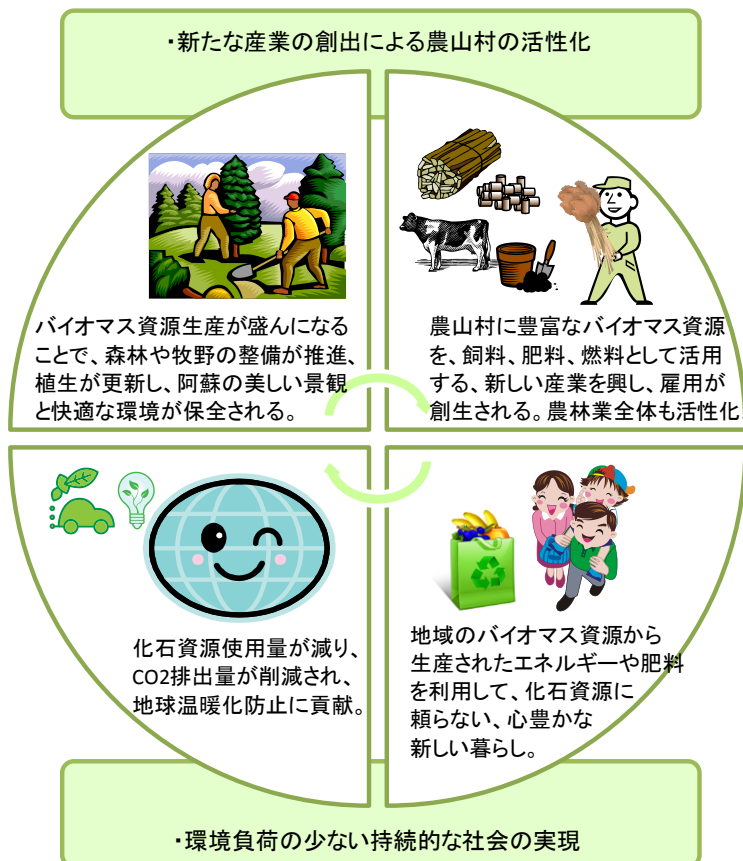 ・新たな産業の創出による農山村の活性化
バイオマス資源生産が盛んになる
ことで、森林や牧野の整備が推進、
植生が更新し、阿蘇の美しい景観
と快適な環境が保全される。
農山村に豊富なバイオマス資源
を、飼料、肥料、燃料として活用
する、新しい産業を興し、雇用が
創生される。農林業全体も活性化
化石資源使用量が減り、
CO2排出量が削減され、
地球温暖化防止に貢献。
地域のバイオマス資源から
生産されたエネルギーや肥料
を利用して、化石資源に
頼らない、心豊かな
新しい暮らし。
・環境負荷の少ない持続的な社会の実現